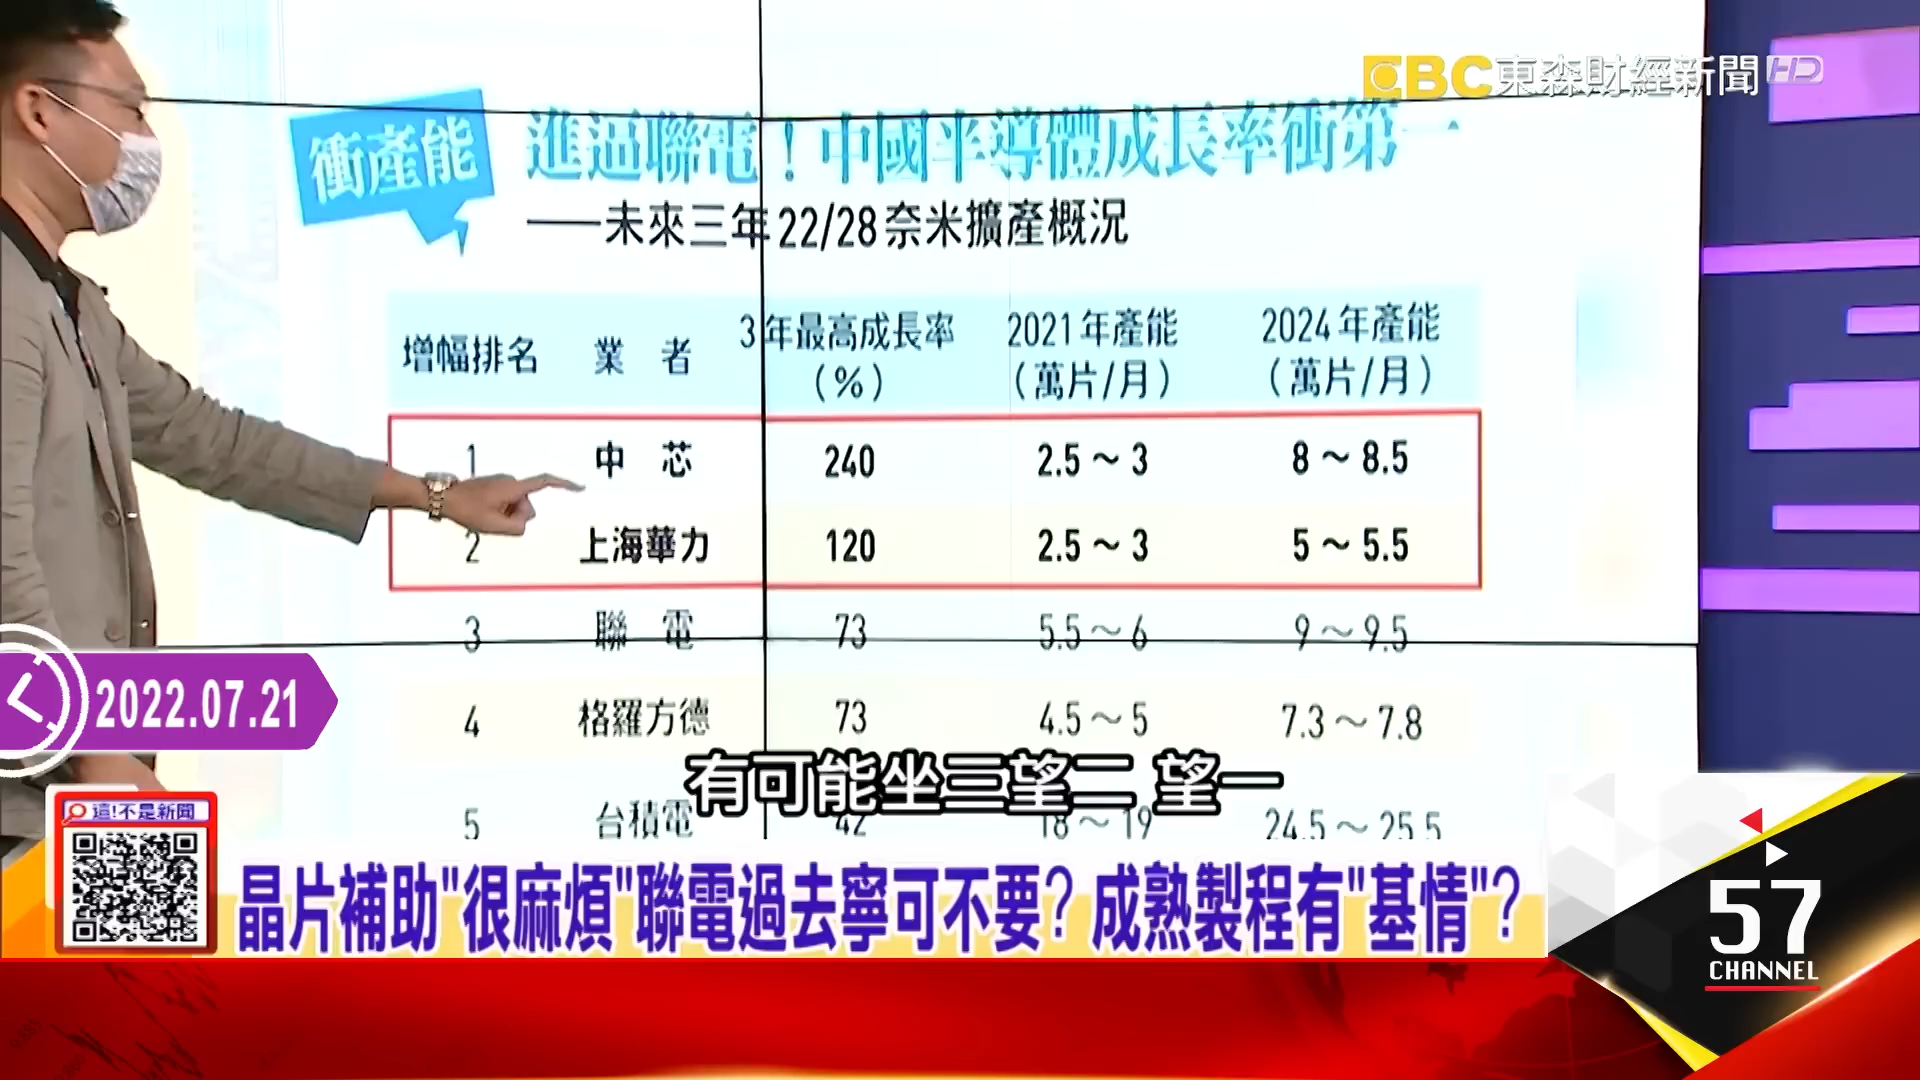 EBC東森財經新聞HD
衝產能
進逼聯電！中國半導體成長率衝第一
——未來三年22/28奈米擴產概況
增幅排名 業者 3年最高成長率（%） 2021年產能（萬片/月） 2024年產能（萬片/月）
1 中芯 240 2.5～3 8～8.5
2 上海華力 120 2.5～3 5～5.5
3 聯電 73 5.5～6 9～9.5
4 格羅方德 73 4.5～5 7.3～7.8
5 台積電 42 18～19 24.5～25.5
2022.07.21
有可能坐三望二 望一
這!不是新聞
晶片補助"很麻煩"聯電過去寧可不要? 成熟製程有"基情"?
57
CHANNEL